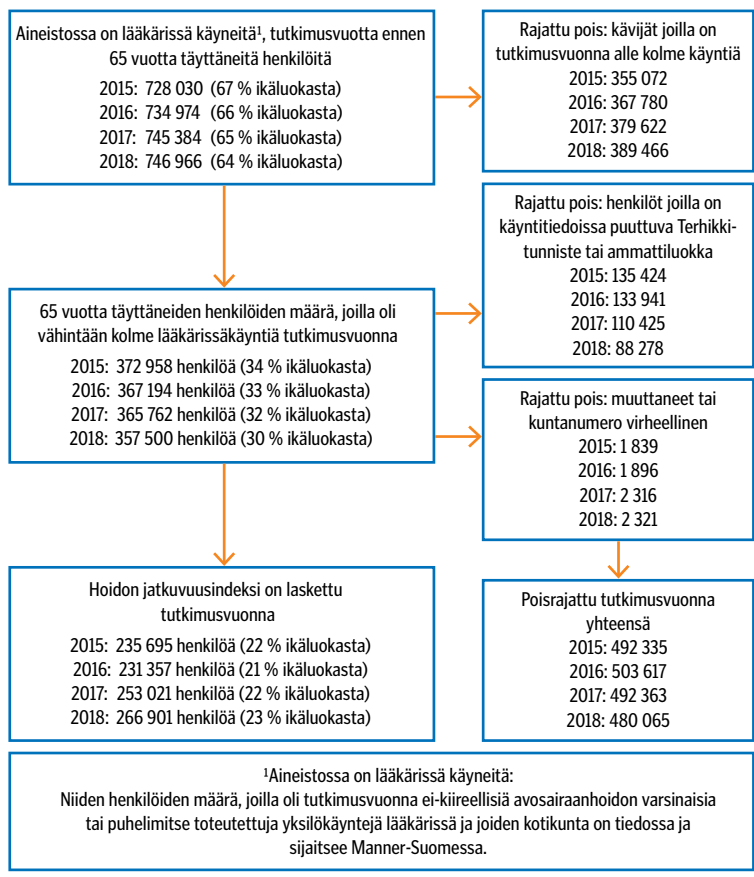 Aineistossa on lääkärissä käyneitä¹, tutkimusvuotta ennen
65 vuotta täyttäneitä henkilöitä
2015: 728 030 (67 % ikäluokasta)
2016: 734 974 (66 % ikäluokasta)
2017: 745 384 (65 % ikäluokasta)
2018: 746 966 (64 % ikäluokasta)
Rajattu pois: kävijät joilla on
tutkimusvuonna alle kolme käyntiä
2015: 355 072
2016: 367 780
2017: 379 622
2018: 389 466
Rajattu pois: henkilöt joilla on
käyntitiedoissa puuttuva Terhikki-
tunniste tai ammattiluokka
2015: 135 424
2016: 133 941
2017: 110 425
2018: 88 278
65 vuotta täyttäneiden henkilöiden määrä, joilla oli
vähintään kolme lääkärissäkäyntiä tutkimusvuonna
2015: 372 958 henkilöä (34 % ikäluokasta)
2016: 367 194 henkilöä (33 % ikäluokasta)
2017: 365 762 henkilöä (32 % ikäluokasta)
2018: 357 500 henkilöä (30 % ikäluokasta)
Rajattu pois: muuttaneet tai
kuntanumero virheellinen
2015: 1 839
2016: 1 896
2017: 2 316
2018: 2 321
Hoidon jatkuvuusindeksi on laskettu
tutkimusvuonna
2015: 235 695 henkilöä (22 % ikäluokasta)
2016: 231 357 henkilöä (21 % ikäluokasta)
2017: 253 021 henkilöä (22 % ikäluokasta)
2018: 266 901 henkilöä (23 % ikäluokasta)
Poisrajattu tutkimusvuonna
yhteensä
2015: 492 335
2016: 503 617
2017: 492 363
2018: 480 065
¹Aineistossa on lääkärissä käyneitä:
Niiden henkilöiden määrä, joilla oli tutkimusvuonna ei-kiireellisiä avosairaanhoidon varsinaisia
tai puhelimitse toteutettuja yksilökäyntejä lääkärissä ja joiden kotikunta on tiedossa ja
sijaitsee Manner-Suomessa.